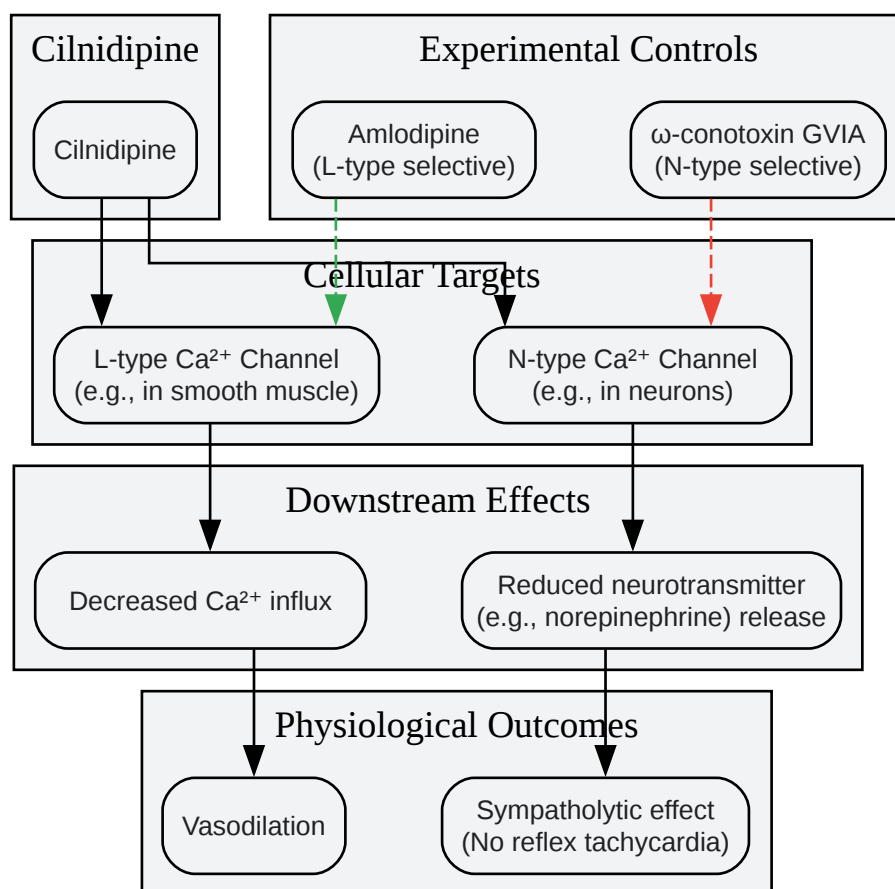 Cilnidipine
Experimental Controls
Cilnidipine
Amlodipine
(L-type selective)
ω-conotoxin GVIA
(N-type selective)
Cellular Targets
L-type Ca²⁺ Channel
(e.g., in smooth muscle)
N-type Ca²⁺ Channel
(e.g., in neurons)
Downstream Effects
Decreased Ca²⁺ influx
Reduced neurotransmitter
(e.g., norepinephrine) release
Physiological Outcomes
Vasodilation
Sympatholytic effect
(No reflex tachycardia)